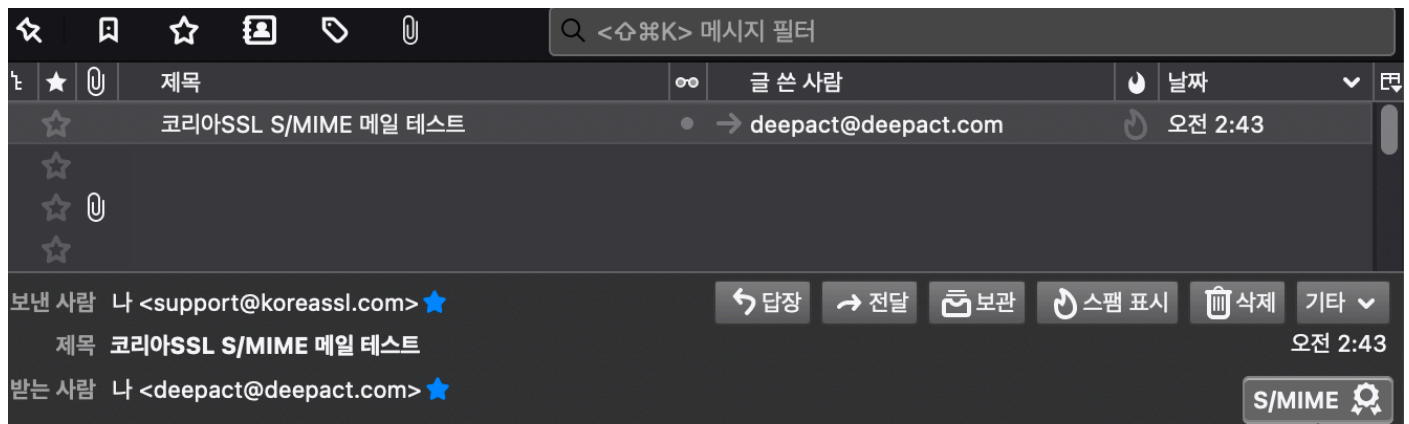 <⇧⌘K> 메시지 필터
제목 글 쓴 사람 날짜
코리아SSL S/MIME 메일 테스트 deepact@deepact.com 오전 2:43
보낸 사람 나 <support@koreassl.com> 답장 전달 보관 스팸 표시 삭제 기타
제목 코리아SSL S/MIME 메일 테스트 오전 2:43
받는 사람 나 <deepact@deepact.com>
S/MIME